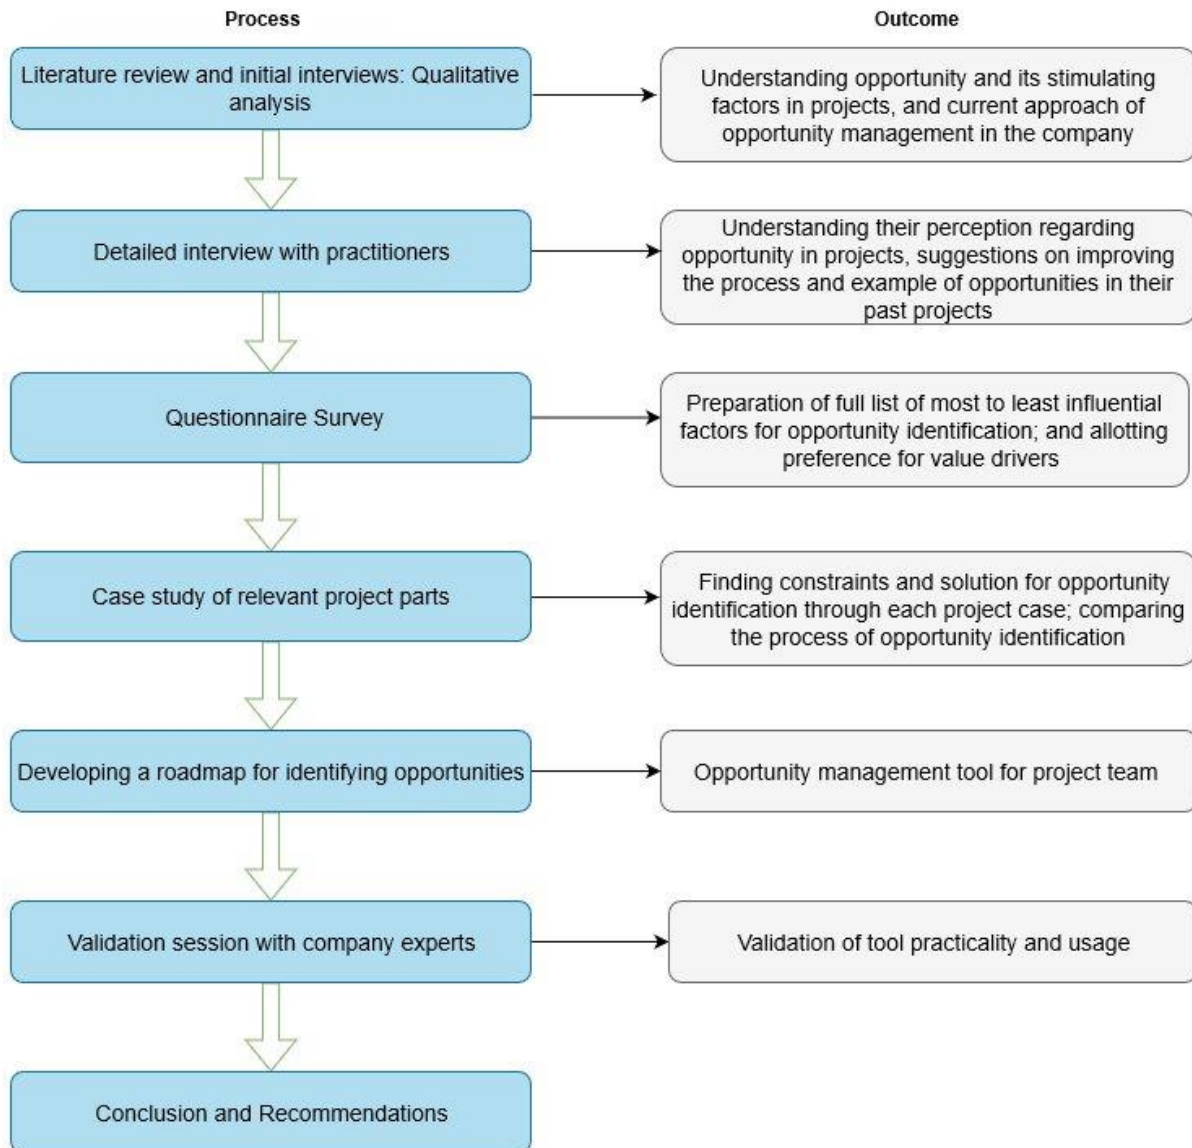 Process
Outcome
Literature review and initial interviews: Qualitative
analysis
Understanding opportunity and its stimulating
factors in projects, and current approach of
opportunity management in the company
Detailed interview with practitioners
Understanding their perception regarding
opportunity in projects, suggestions on improving
the process and example of opportunities in their
past projects
Questionnaire Survey
Preparation of full list of most to least influential
factors for opportunity identification; and allotting
preference for value drivers
Case study of relevant project parts
Finding constraints and solution for opportunity
identification through each project case; comparing
the process of opportunity identification
Developing a roadmap for identifying opportunities
Opportunity management tool for project team
Validation session with company experts
Validation of tool practicality and usage
Conclusion and Recommendations